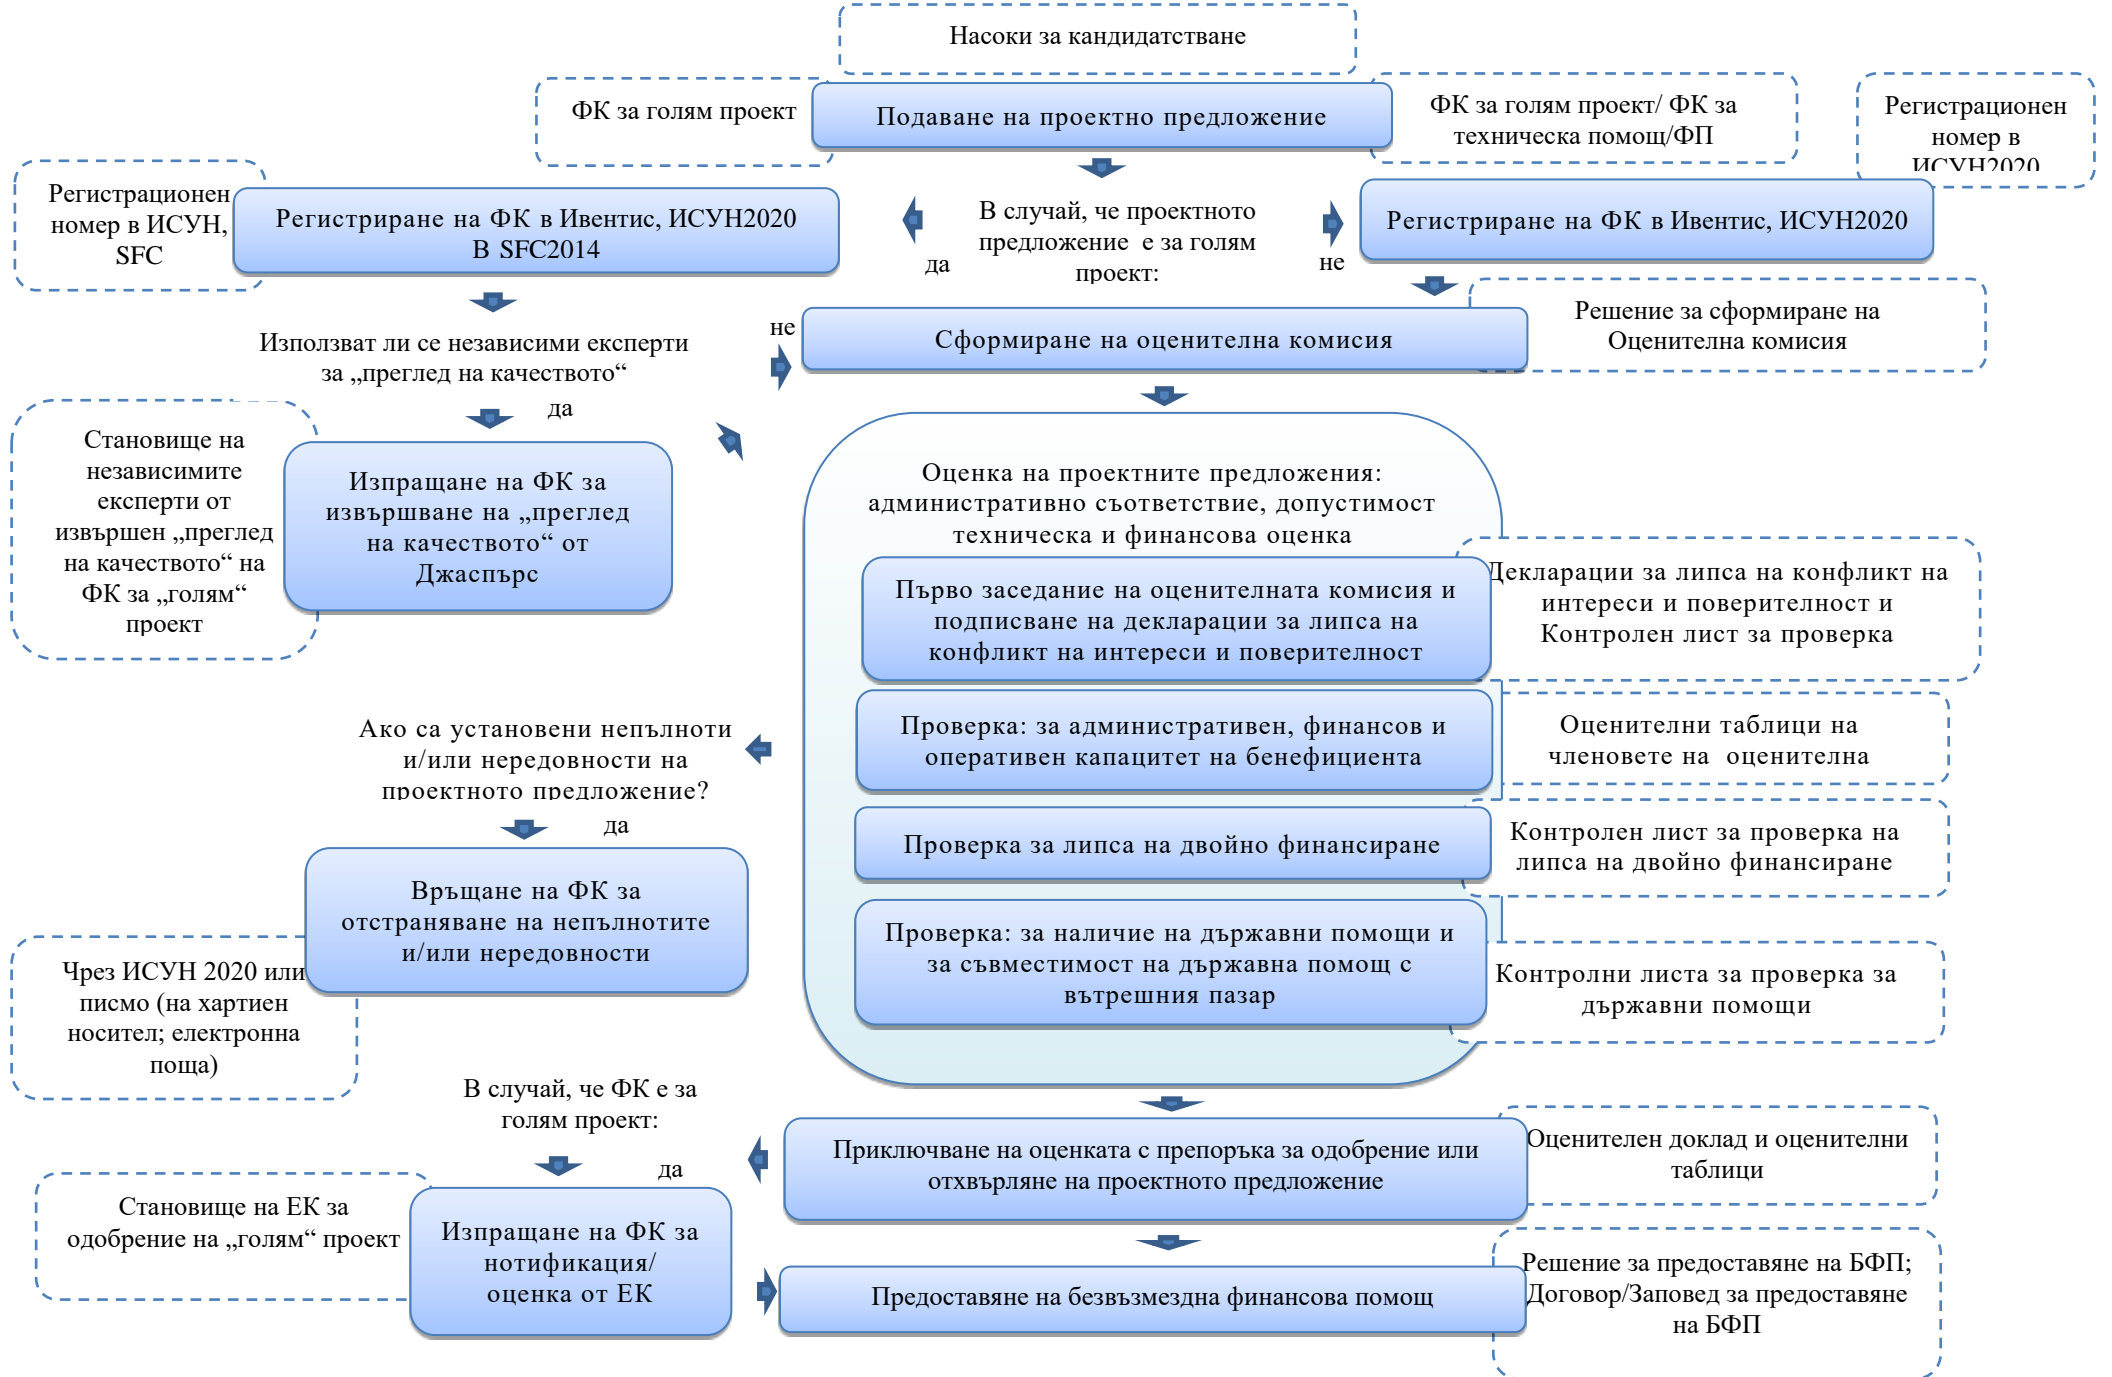 Насоки за кандидатстване
ФК за голям проект
Подаване на проектно предложение
ФК за голям проект/ ФК за
техническа помощ/ФП
Регистрационен
номер в
ИСУН2020
Регистрационен
номер в ИСУН,
SFC
Регистриране на ФК в Ивентис, ИСУН2020
В SFC2014
В случай, че проектното
предложение е за голям
проект:
да
не
Регистриране на ФК в Ивентис, ИСУН2020
Използват ли се независими експерти
за „преглед на качеството“
не
да
Сформиране на оценителна комисия
Решение за сформиране на
Оценителна комисия
Становище на
независимите
експерти от
извършен „преглед
на качеството“ на
ФК за „голям“
проект
Изпращане на ФК за
извършване на „преглед
на качеството“ от
Джаспърс
Оценка на проектните предложения:
административно съответствие, допустимост
техническа и финансова оценка
Първо заседание на оценителната комисия и
подписване на декларации за липса на
конфликт на интереси и поверителност
Декларации за липса на конфликт на
интереси и поверителност и
Контролен лист за проверка
Проверка: за административен, финансов и
оперативен капацитет на бенефициента
Оценителни таблици на
членовете на оценителна
Ако са установени непълноти
и/или нередовности на
проектното предложение?
да
Проверка за липса на двойно финансиране
Контролен лист за проверка на
липса на двойно финансиране
Връщане на ФК за
отстраняване на непълнотите
и/или нередовности
Чрез ИСУН 2020 или
писмо (на хартиен
носител; електронна
поща)
Проверка: за наличие на държавни помощи и
за съвместимост на държавна помощ с
вътрешния пазар
Контролни листа за проверка за
държавни помощи
В случай, че ФК е за
голям проект:
да
Приключване на оценката с препоръка за одобрение или
отхвърляне на проектното предложение
Оценителен доклад и оценителни
таблици
Становище на ЕК за
одобрение на „голям“ проект
Изпращане на ФК за
нотификация/
оценка от ЕК
Предоставяне на безвъзмездна финансова помощ
Решение за предоставяне на БФП;
Договор/Заповед за предоставяне
на БФП